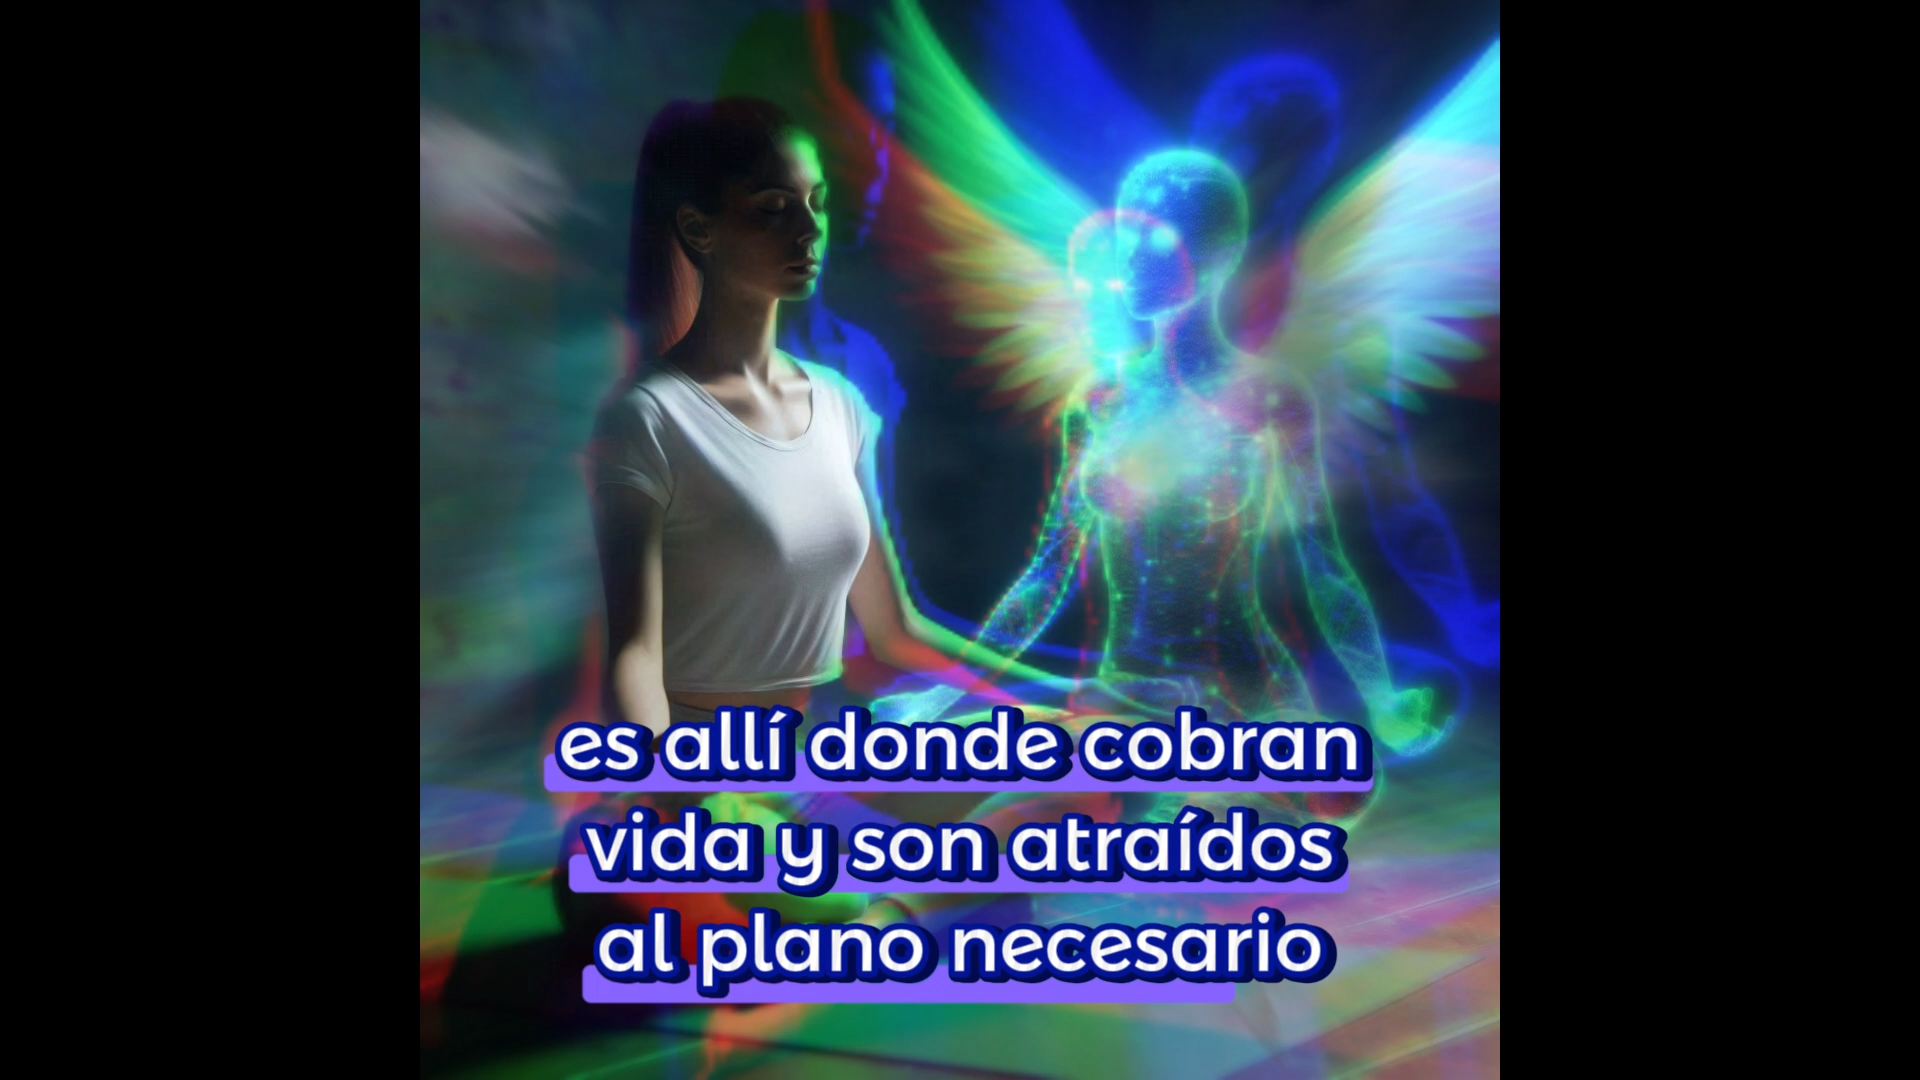 es allí donde cobran
vida y son atraídos
al plano necesario